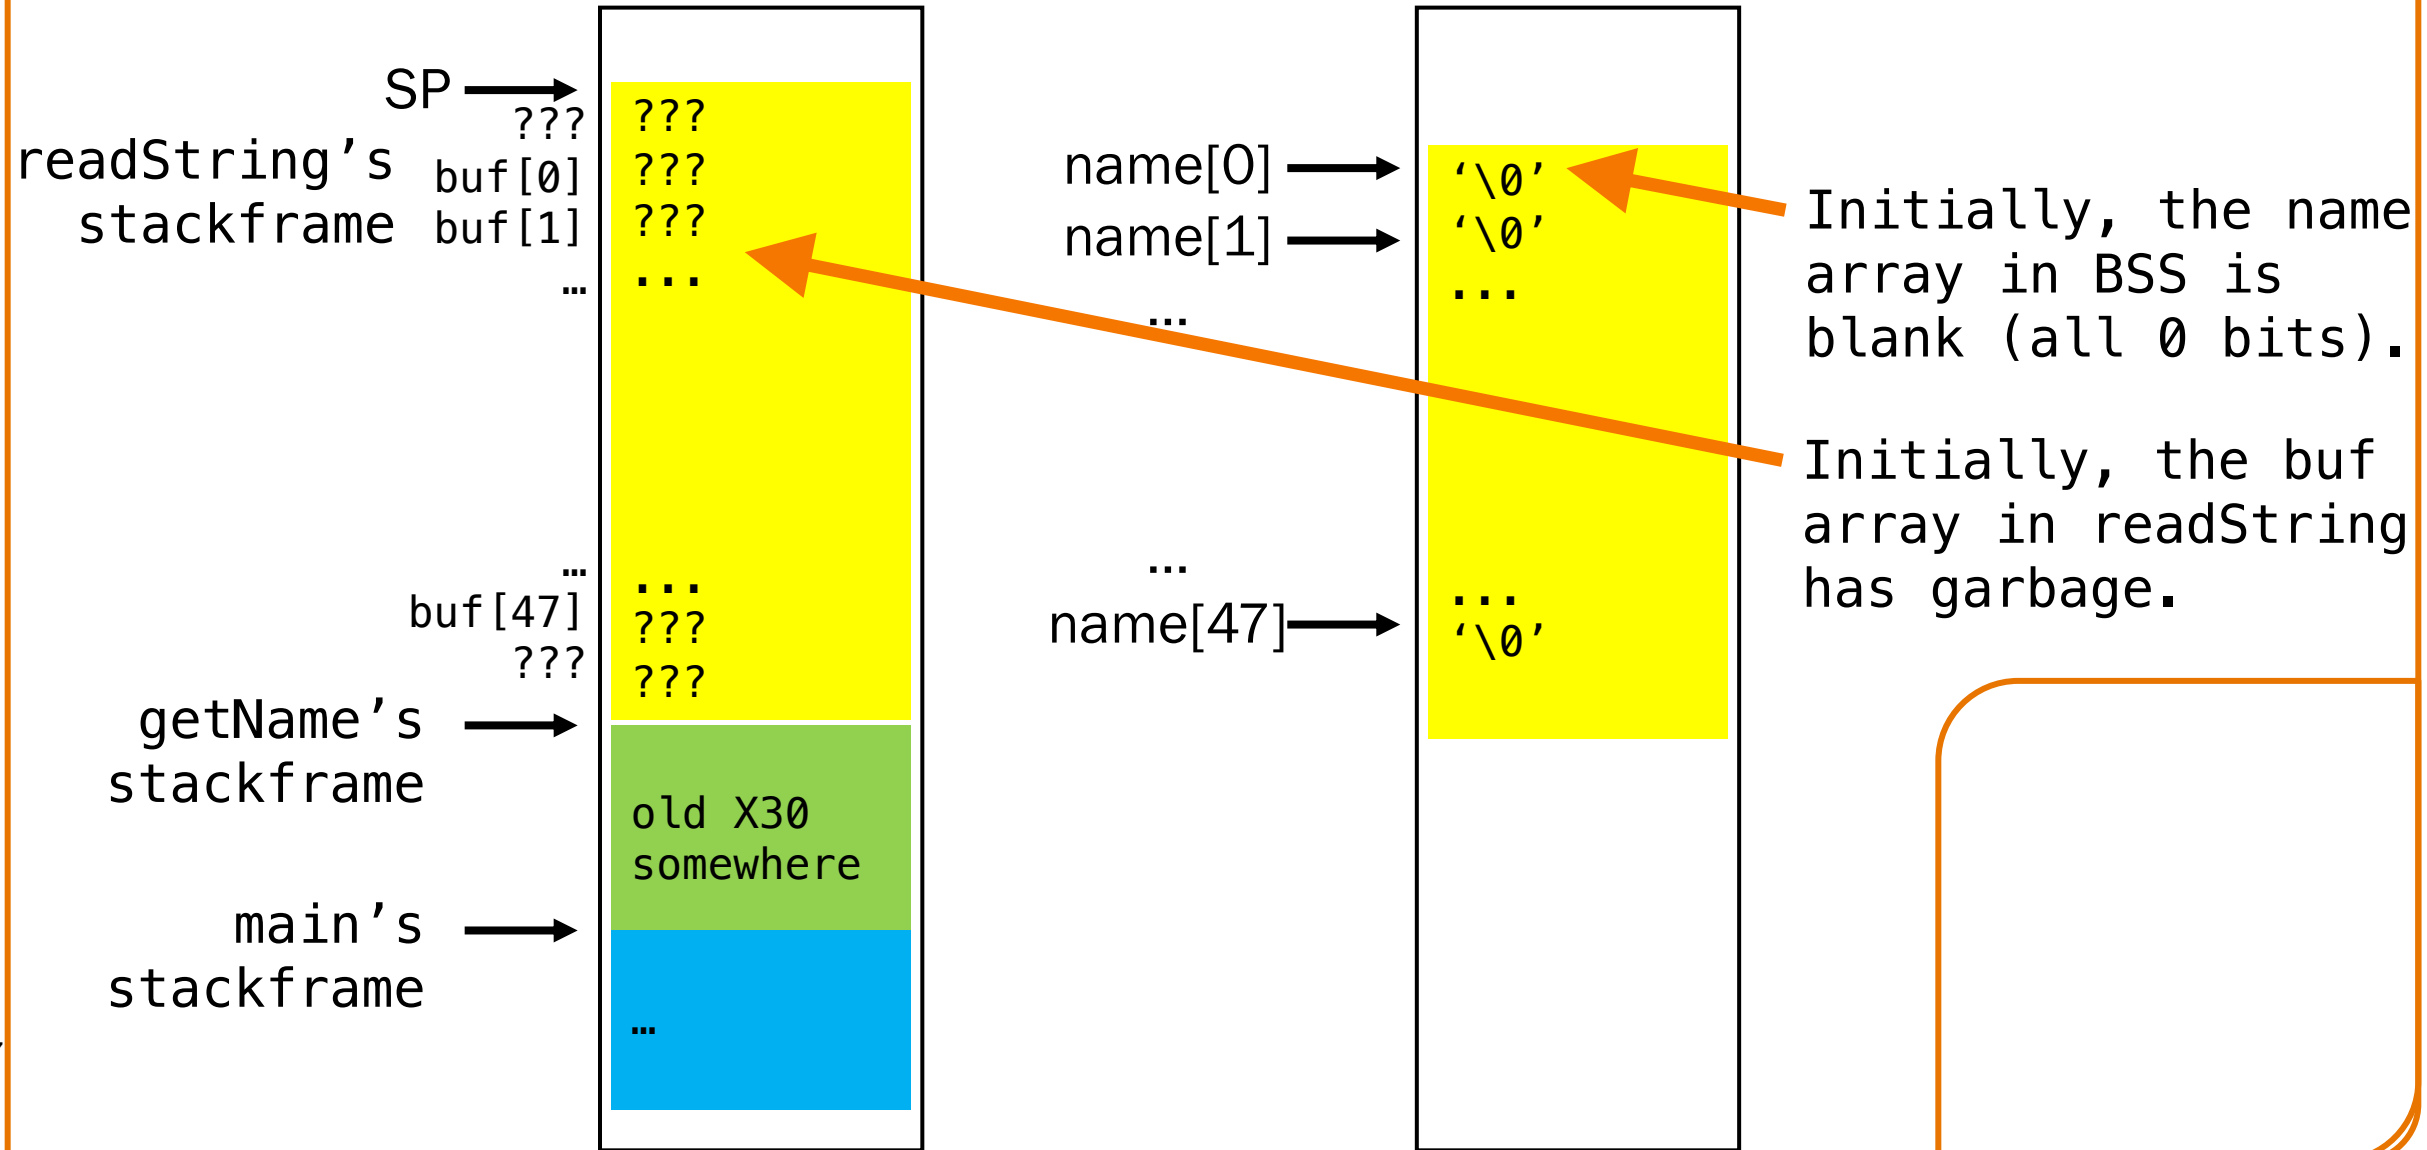 SP
???
readString’s
stackframe
buf[0]
buf[1]
…
…
buf[47]
???
getName’s
stackframe
main’s
stackframe
???
???
???
...
...
???
???
old X30
somewhere
…
name[0]
name[1]
...
...
name[47]
‘\0’
‘\0’
...
...
‘\0’
Initially, the name
array in BSS is
blank (all 0 bits).
Initially, the buf
array in readString
has garbage.